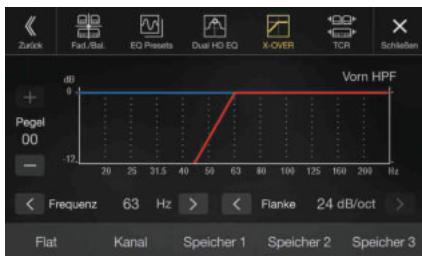 Zurück Fad./Bal. EQ Presets Dual HD EQ X-OVER TCR Schließen
dB Vorn HPF
0
+
Pegel
00
-12
20 25 31.5 40 50 63 80 100 125 160 200 Hz
< Frequenz 63 Hz > < Flanke 24 dB/oct >
Flat Kanal Speicher 1 Speicher 2 Speicher 3